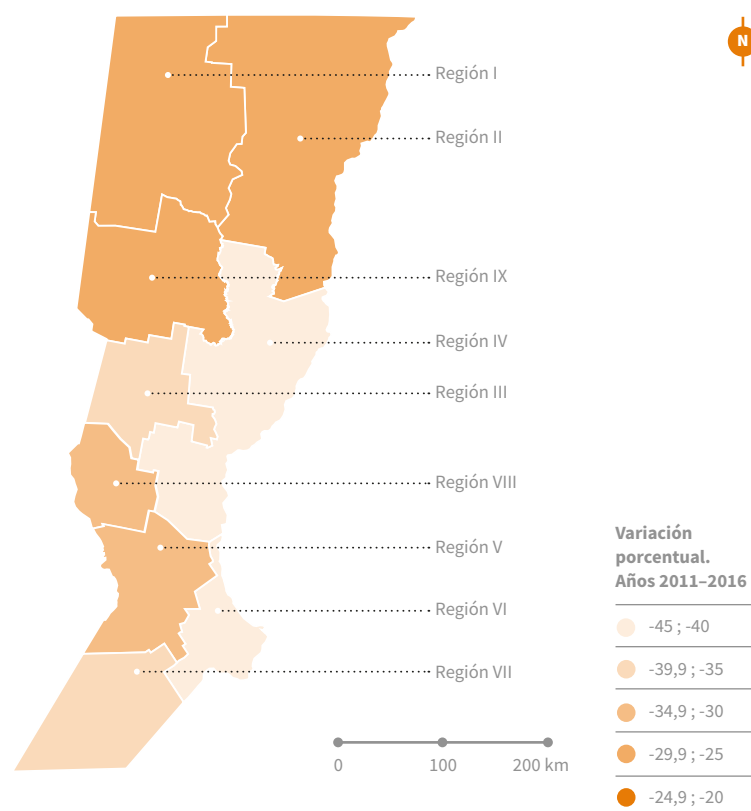 N
Región I
Región II
Región IX
Región IV
Región III
Región VIII
Región V
Región VI
Región VII
0 100 200 km
Variación
porcentual.
Años 2011–2016
-45 ; -40
-39,9 ; -35
-34,9 ; -30
-29,9 ; -25
-24,9 ; -20